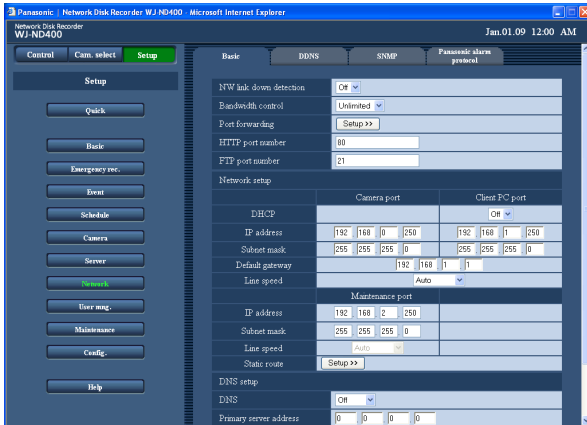 Panasonic | Network Disk Recorder WJ-ND400 - Microsoft Internet Explorer
Network Disk Recorder
WJ-ND400
Jan.01.09 12:00 AM
Control Cam. select Setup
Basic DDNS SNMP Panasonic alarm protocol
Setup
Quick
Basic
Emergency rec.
Event
Schedule
Camera
Server
Network
User mng.
Maintenance
Config.
Help
NW link down detection Off
Bandwidth control Unlimited
Port forwarding Setup >>
HTTP port number 80
FTP port number 21
Network setup
Camera port Client PC port
DHCP Off
IP address 192 . 168 . 0 . 250 192 . 168 . 1 . 250
Subnet mask 255 . 255 . 255 . 0 255 . 255 . 255 . 0
Default gateway 192 . 168 . 1 . 1
Line speed Auto
Maintenance port
IP address 192 . 168 . 2 . 250
Subnet mask 255 . 255 . 255 . 0
Line speed Auto
Static route Setup >>
DNS setup
DNS Off
Primary server address 0 . 0 . 0 . 0